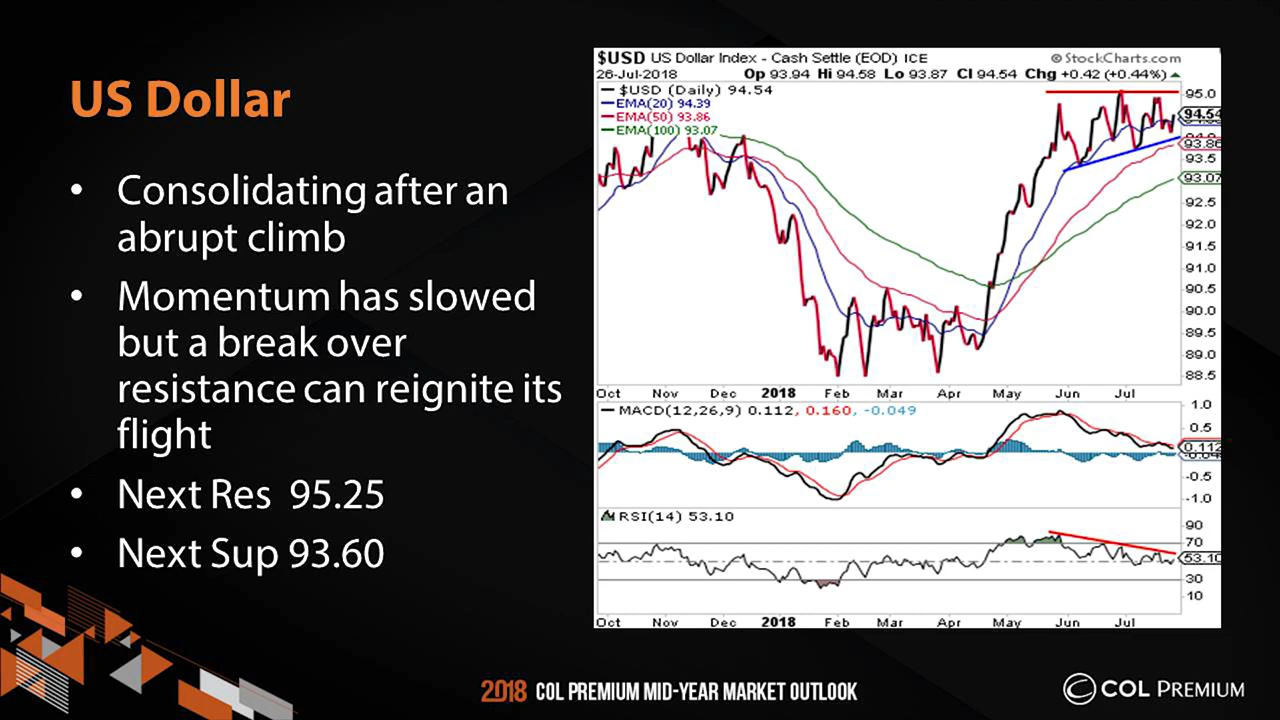 US Dollar
• Consolidating after an
abrupt climb
• Momentum has slowed
but a break over
resistance can reignite its
flight
• Next Res 95.25
• Next Sup 93.60
$USD US Dollar Index - Cash Settle (EOD) ICE
© StockCharts.com
26-Jul-2018
Op 93.94 Hi 94.58 Lo 93.87 Cl 94.54 Chg +0.42 (+0.44%)
$USD (Daily) 94.54
EMA(20) 94.39
EMA(50) 93.86
EMA(100) 93.07
95.0
94.54
93.86
93.5
93.07
92.5
92.0
91.5
91.0
90.5
90.0
89.5
89.0
88.5
Oct Nov Dec 2018 Feb Mar Apr May Jun Jul
MACD(12,26,9) 0.112, 0.160, -0.049
1.0
0.5
0.112
-0.5
-1.0
RSI(14) 53.10
90
70
53.10
30
10
Oct Nov Dec 2018 Feb Mar Apr May Jun Jul
2018 COL PREMIUM MID-YEAR MARKET OUTLOOK
COL PREMIUM